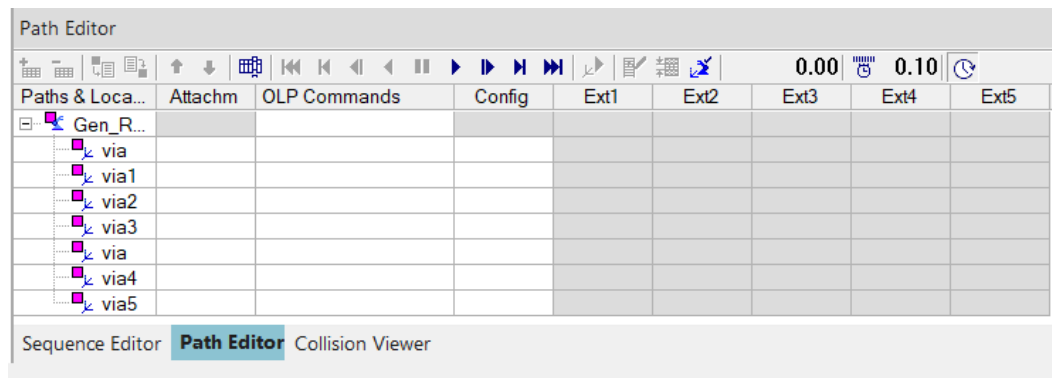 Path Editor
0.00 0.10
Paths & Loca... Attachm OLP Commands Config Ext1 Ext2 Ext3 Ext4 Ext5
Gen_R...
via
via1
via2
via3
via
via4
via5
Sequence Editor Path Editor Collision Viewer